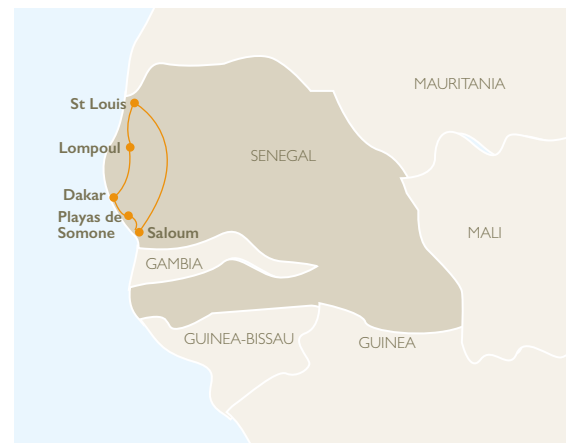 MAURITANIA
St Louis
Lompoul
SENEGAL
Dakar
Playas de
Somone
Saloum
MALI
GAMBIA
GUINEA-BISSAU
GUINEA